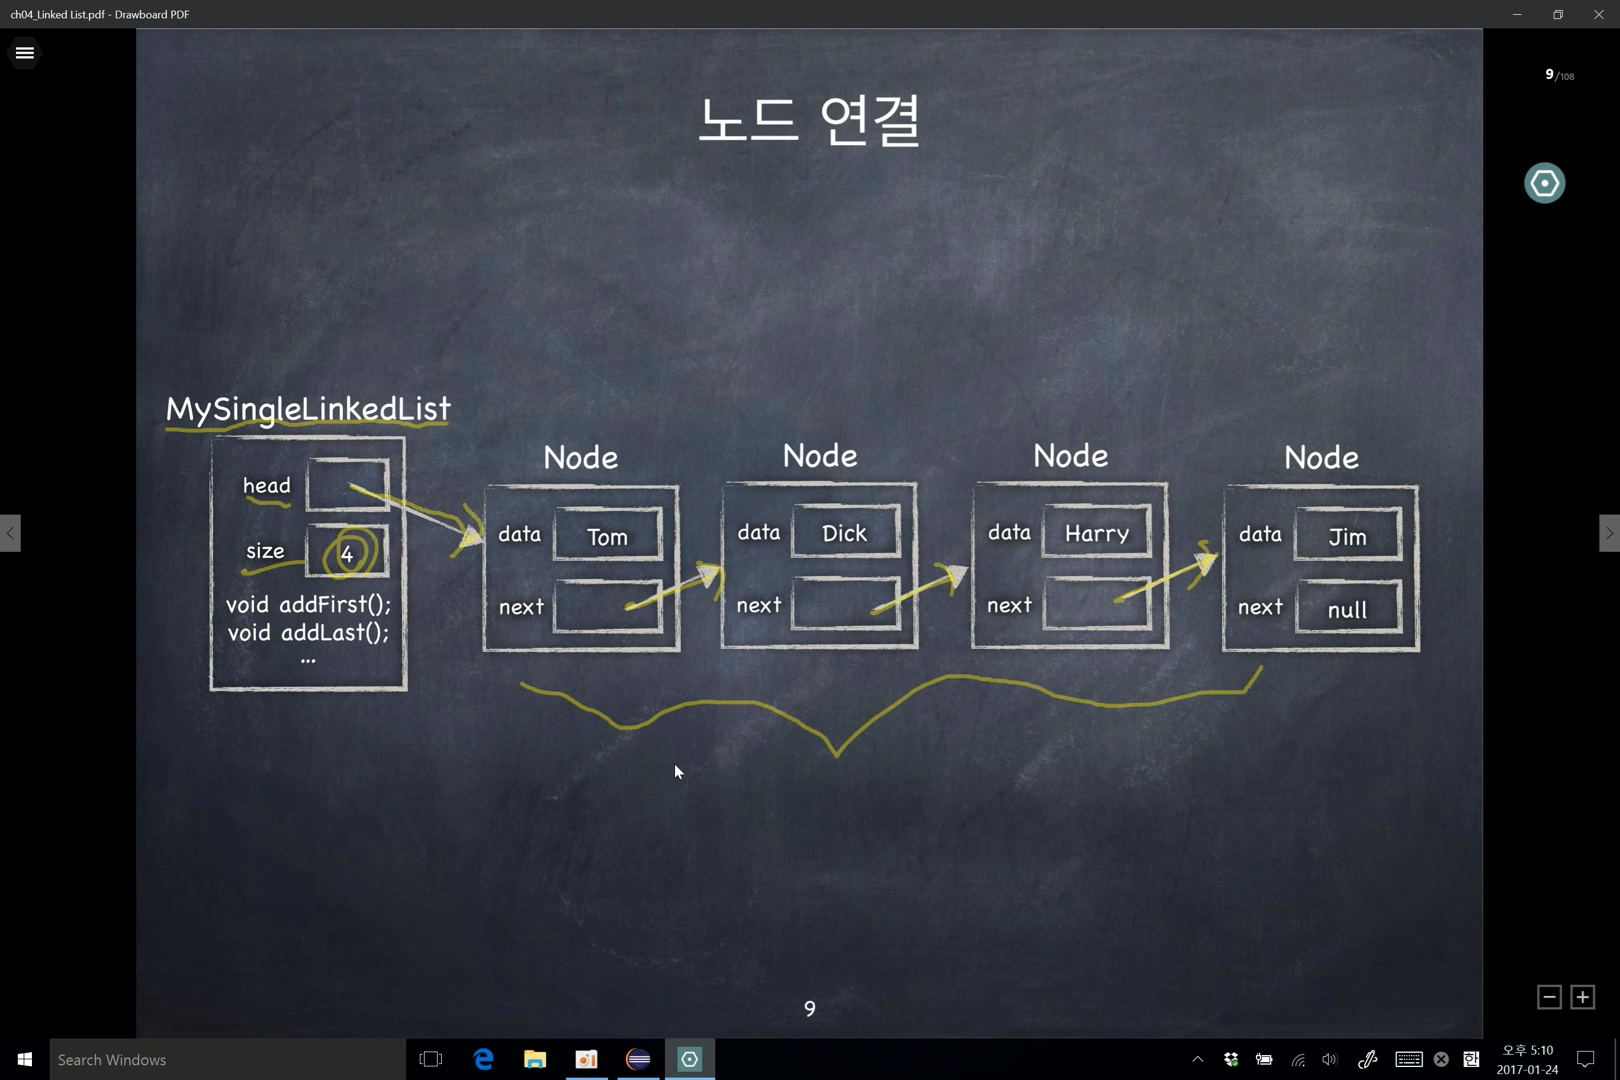 ch04_Linked List.pdf - Drawboard PDF
9/108
노드 연결
MySingleLinkedList
head
size 4
void addFirst();
void addLast();
...
Node
data Tom
next
Node
data Dick
next
Node
data Harry
next
Node
data Jim
next null
9
Search Windows
한
오후 5:10
2017-01-24